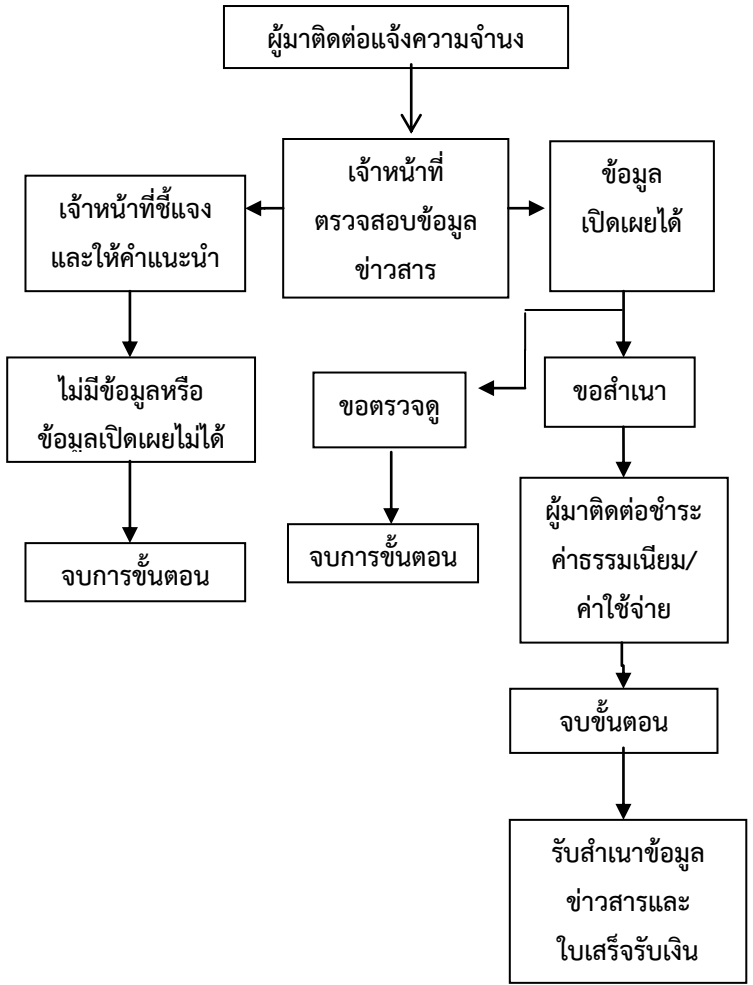 ผู้มาติดต่อแจ้งความจำนง
เจ้าหน้าที่
ตรวจสอบข้อมูล
ข่าวสาร
เจ้าหน้าที่ชี้แจง
และให้คำแนะนำ
ข้อมูล
เปิดเผยได้
ไม่มีข้อมูลหรือ
ข้อมูลเปิดเผยไม่ได้
ขอตรวจดู
ขอสำเนา
จบการขั้นตอน
จบการขั้นตอน
ผู้มาติดต่อชำระ
ค่าธรรมเนียม/
ค่าใช้จ่าย
จบขั้นตอน
รับสำเนาข้อมูล
ข่าวสารและ
ใบเสร็จรับเงิน